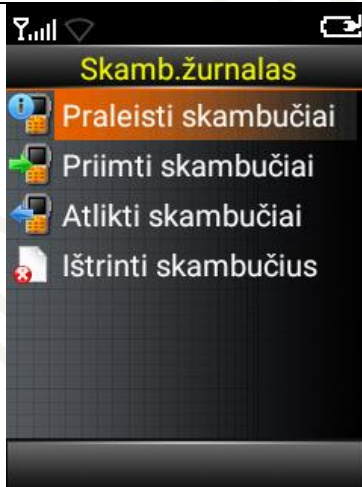 Skamb.žurnalas
Praleisti skambučiai
Priimti skambučiai
Atlikti skambučiai
Ištrinti skambučius